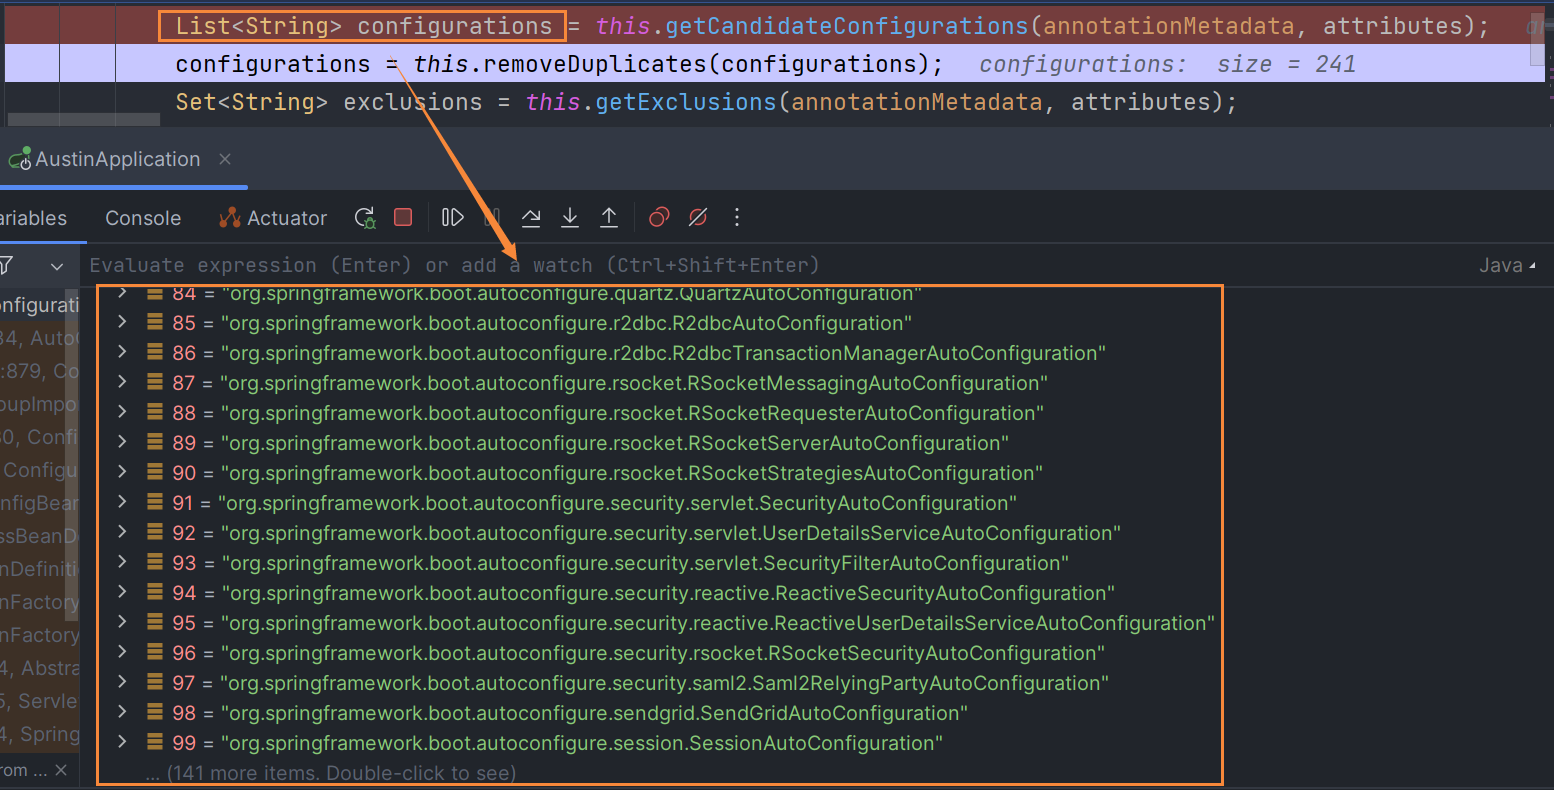 List<String> configurations = this.getCandidateConfigurations(annotationMetadata, attributes);
configurations = this.removeDuplicates(configurations); configurations: size = 241
Set<String> exclusions = this.getExclusions(annotationMetadata, attributes);
AustinApplication
ariables Console Actuator
Evaluate expression (Enter) or add a watch (Ctrl+Shift+Enter) Java
onfigurati
34, AutoC
:879, Co
oupImpo
30, Confi
Configu
nfigBean
ssBeanDe
nDefiniti
nFactory
nFactory
4, Abstra
5, Servle
4, Spring
rom ...
84 = "org.springframework.boot.autoconfigure.quartz.QuartzAutoConfiguration"
85 = "org.springframework.boot.autoconfigure.r2dbc.R2dbcAutoConfiguration"
86 = "org.springframework.boot.autoconfigure.r2dbc.R2dbcTransactionManagerAutoConfiguration"
87 = "org.springframework.boot.autoconfigure.rsocket.RSocketMessagingAutoConfiguration"
88 = "org.springframework.boot.autoconfigure.rsocket.RSocketRequesterAutoConfiguration"
89 = "org.springframework.boot.autoconfigure.rsocket.RSocketServerAutoConfiguration"
90 = "org.springframework.boot.autoconfigure.rsocket.RSocketStrategiesAutoConfiguration"
91 = "org.springframework.boot.autoconfigure.security.servlet.SecurityAutoConfiguration"
92 = "org.springframework.boot.autoconfigure.security.servlet.UserDetailsServiceAutoConfiguration"
93 = "org.springframework.boot.autoconfigure.security.servlet.SecurityFilterAutoConfiguration"
94 = "org.springframework.boot.autoconfigure.security.reactive.ReactiveSecurityAutoConfiguration"
95 = "org.springframework.boot.autoconfigure.security.reactive.ReactiveUserDetailsServiceAutoConfiguration"
96 = "org.springframework.boot.autoconfigure.security.rsocket.RSocketSecurityAutoConfiguration"
97 = "org.springframework.boot.autoconfigure.security.saml2.Saml2RelyingPartyAutoConfiguration"
98 = "org.springframework.boot.autoconfigure.sendgrid.SendGridAutoConfiguration"
99 = "org.springframework.boot.autoconfigure.session.SessionAutoConfiguration"
... (141 more items. Double-click to see)